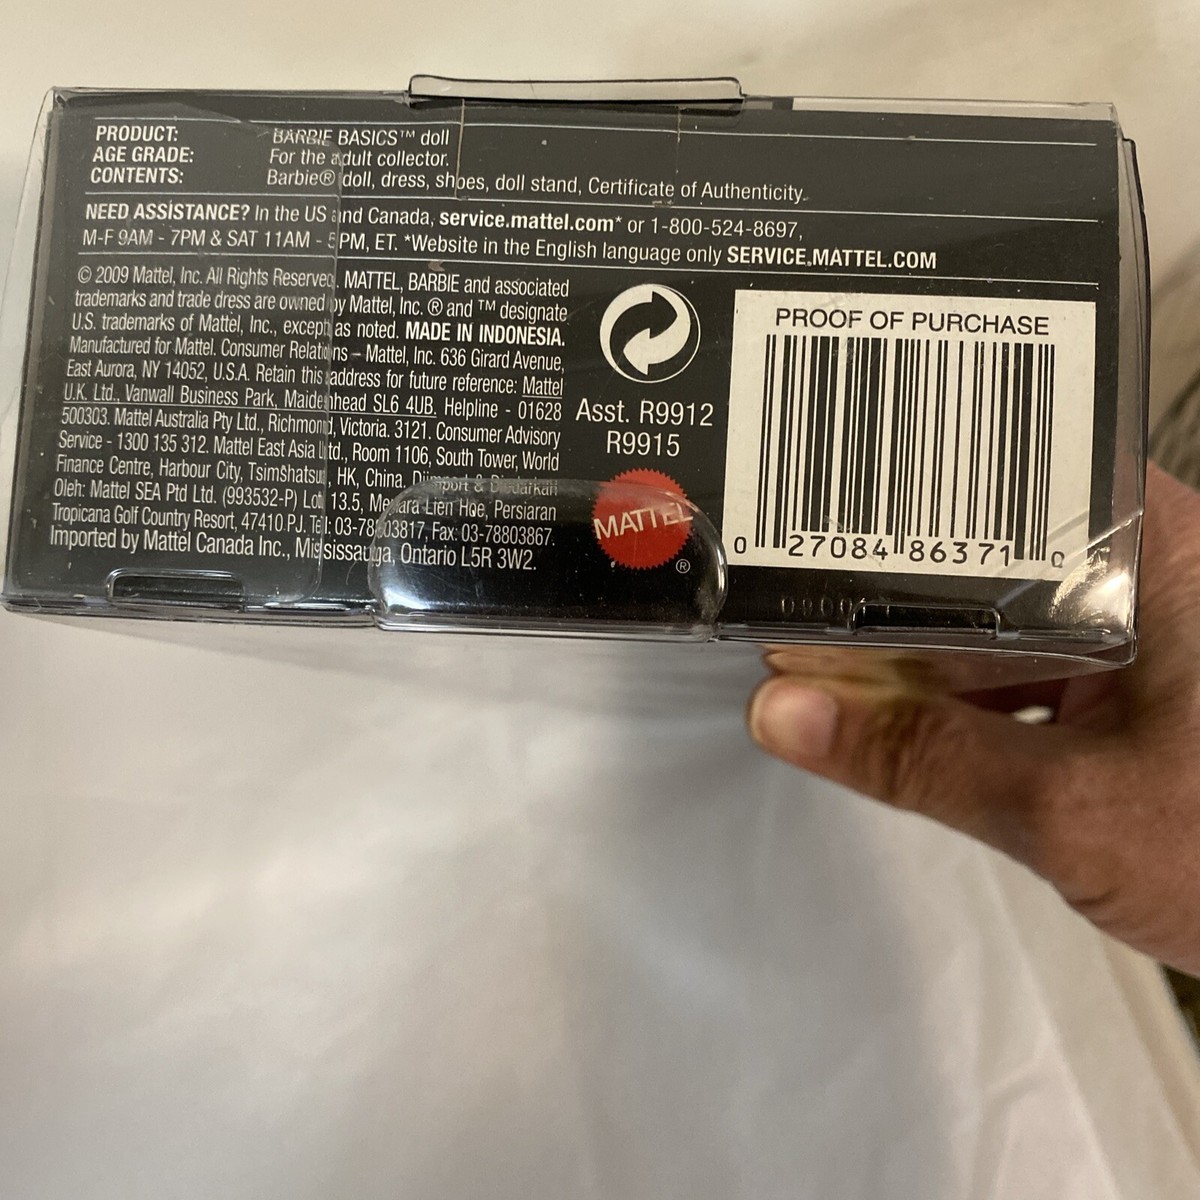 PRODUCT: BARBIE BASICS™ doll
AGE GRADE: For the adult collector.
CONTENTS: Barbie® doll, dress, shoes, doll stand, Certificate of Authenticity.
NEED ASSISTANCE? In the US and Canada, service.mattel.com* or 1-800-524-8697,
M-F 9AM - 7PM & SAT 11AM - 5PM, ET. *Website in the English language only SERVICE.MATTEL.COM
© 2009 Mattel, Inc. All Rights Reserved. MATTEL, BARBIE and associated
trademarks and trade dress are owned by Mattel, Inc. ® and ™ designate
U.S. trademarks of Mattel, Inc., except as noted. MADE IN INDONESIA.
Manufactured for Mattel. Consumer Relations – Mattel, Inc. 636 Girard Avenue,
East Aurora, NY 14052, U.S.A. Retain this address for future reference: Mattel
U.K. Ltd., Vanwall Business Park, Maidenhead SL6 4UB. Helpline - 01628
500303. Mattel Australia Pty Ltd., Richmond, Victoria. 3121. Consumer Advisory
Service - 1300 135 312. Mattel East Asia Ltd., Room 1106, South Tower, World
Finance Centre, Harbour City, Tsimshatsui, HK, China. Diimport & Diedarkan
Oleh: Mattel SEA Ptd Ltd. (993532-P) Lot 13.5, Menara Lien Hoe, Persiaran
Tropicana Golf Country Resort, 47410 PJ. Tel: 03-78803817, Fax: 03-78803867.
Imported by Mattel Canada Inc., Mississauga, Ontario L5R 3W2.
Asst. R9912
R9915
MATTEL
®
PROOF OF PURCHASE
0 27084 86371 0